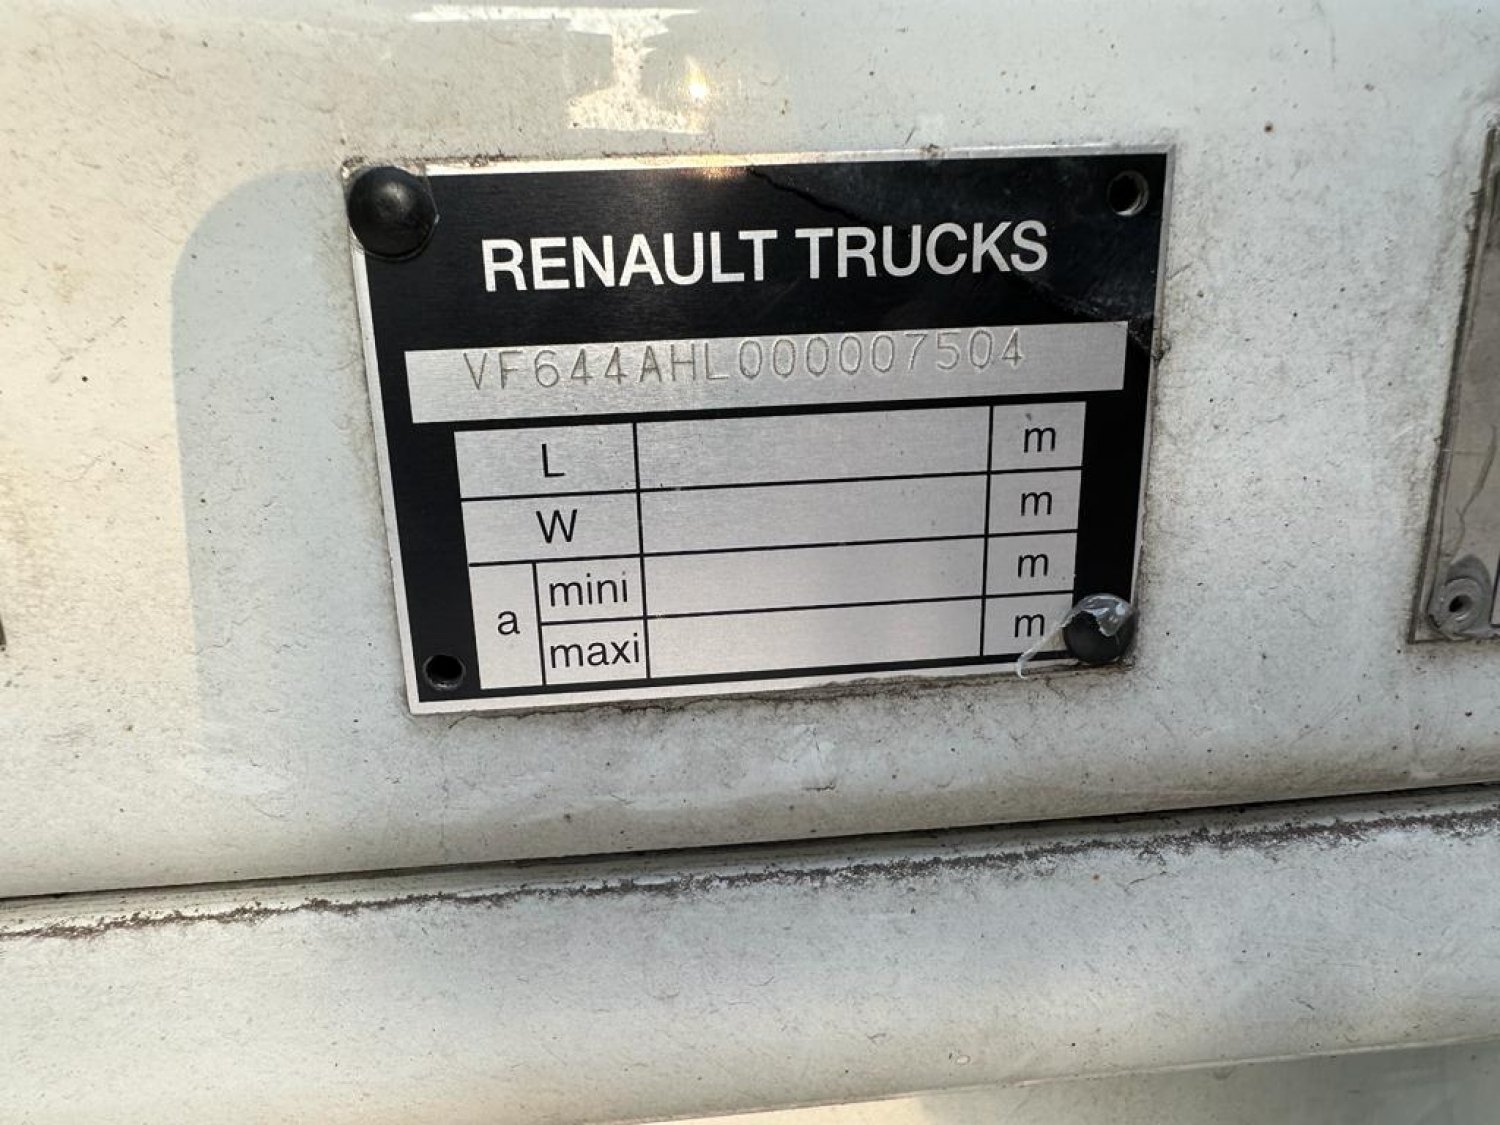 RENAULT TRUCKS
VF644AHL000007504
L m
W m
a mini m
maxi m